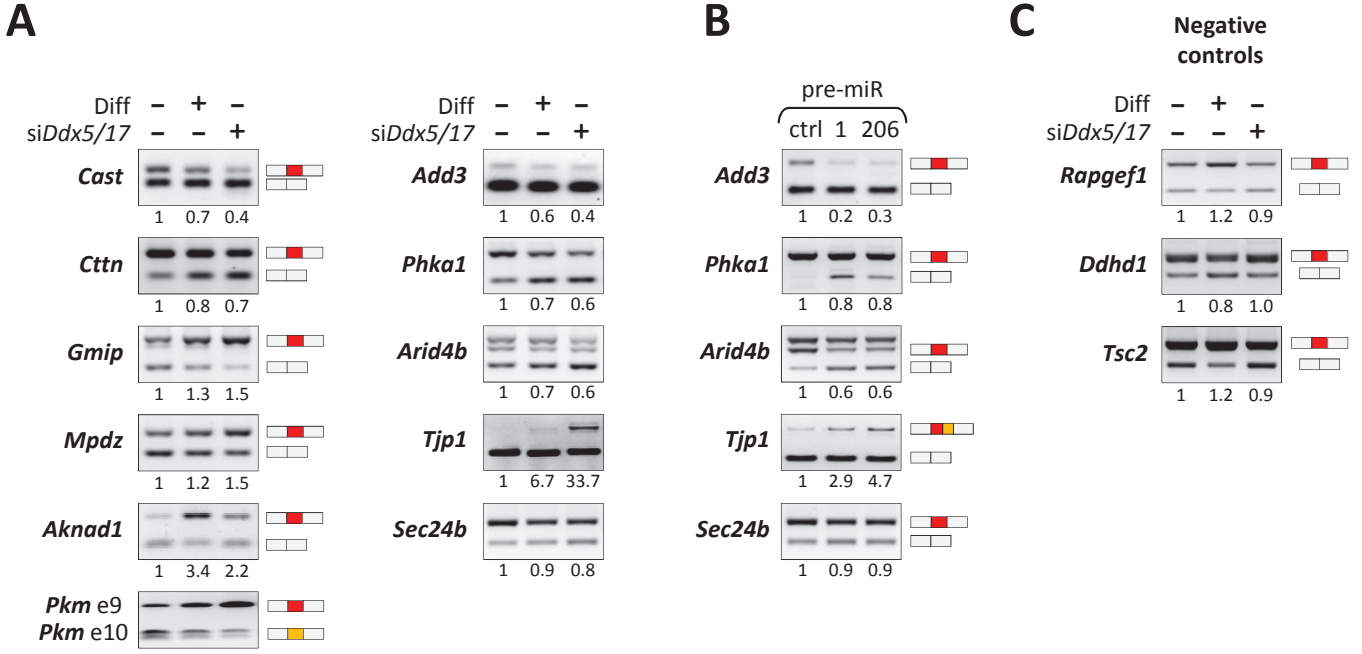 A
Diff – + –
siDdx5/17 – – +
Cast
1 0.7 0.4
Cttn
1 0.8 0.7
Gmip
1 1.3 1.5
Mpdz
1 1.2 1.5
Aknad1
1 3.4 2.2
Pkm e9
Pkm e10
Diff – + –
siDdx5/17 – – +
Add3
1 0.6 0.4
Phka1
1 0.7 0.6
Arid4b
1 0.7 0.6
Tjp1
1 6.7 33.7
Sec24b
1 0.9 0.8
B
pre-miR
ctrl 1 206
Add3
1 0.2 0.3
Phka1
1 0.8 0.8
Arid4b
1 0.6 0.6
Tjp1
1 2.9 4.7
Sec24b
1 0.9 0.9
C
Negative
controls
Diff – + –
siDdx5/17 – – +
Rapgef1
1 1.2 0.9
Ddhd1
1 0.8 1.0
Tsc2
1 1.2 0.9